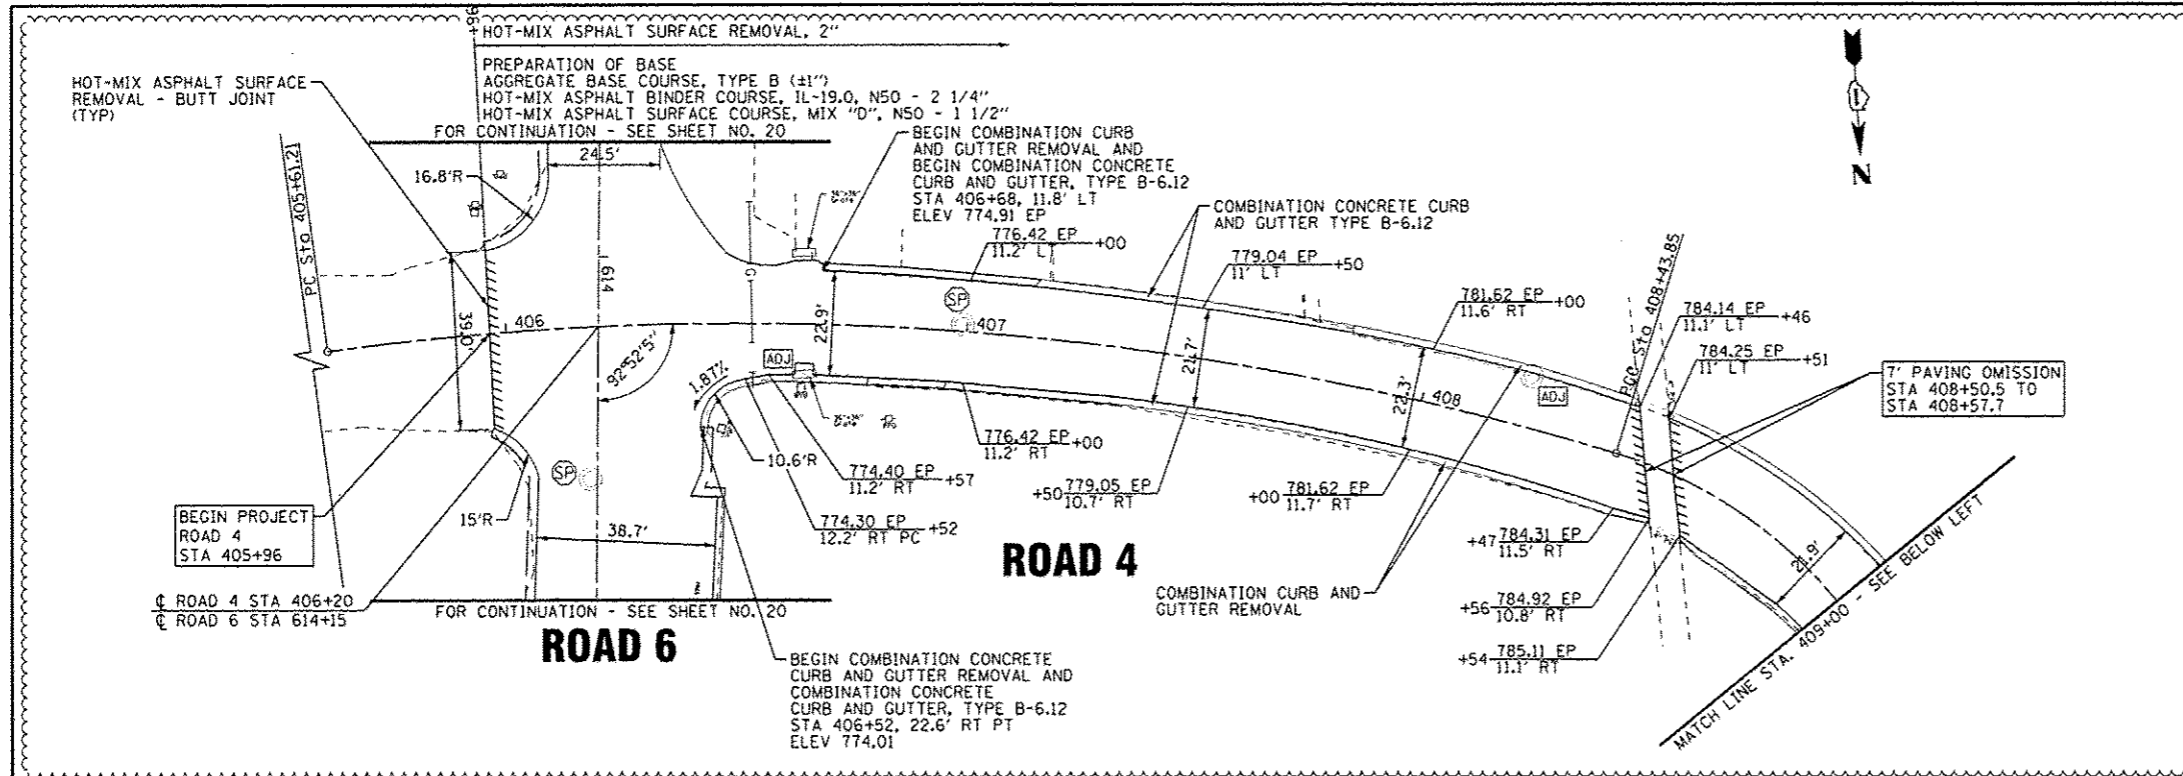 HOT-MIX ASPHALT SURFACE REMOVAL, 2"
PREPARATION OF BASE
AGGREGATE BASE COURSE, TYPE B (±1")
HOT-MIX ASPHALT BINDER COURSE, IL-19.0, N50 - 2 1/4"
HOT-MIX ASPHALT SURFACE COURSE, MIX "D", N50 - 1 1/2"
FOR CONTINUATION - SEE SHEET NO. 20
HOT-MIX ASPHALT SURFACE
REMOVAL - BUTT JOINT
(TYP)
PC Sta 405+61.21
16.8'R
24.5'
39.0'
614
406
92°52'5"
G
BEGIN COMBINATION CURB
AND GUTTER REMOVAL AND
BEGIN COMBINATION CONCRETE
CURB AND GUTTER, TYPE B-6.12
STA 406+68, 11.8' LT
ELEV 774.91 EP
776.42 EP
11.2' LT
+00
COMBINATION CONCRETE CURB
AND GUTTER TYPE B-6.12
779.04 EP
11' LT
+50
781.62 EP
11.6' RT
+00
PCC Sta 408+43.85
784.14 EP
11.1' LT
+46
784.25 EP
11' LT
+51
7' PAVING OMISSION
STA 408+50.5 TO
STA 408+57.7
N
SP
407
22.9'
ADJ
1.87%
21.7'
22.3'
408
ADJ
10.6'R
SP
15'R
38.7'
774.40 EP
11.2' RT
+57
774.30 EP
12.2' RT PC
+52
776.42 EP
11.2' RT
+00
+50
779.05 EP
10.7' RT
+00
781.62 EP
11.7' RT
+47
784.31 EP
11.5' RT
+56
784.92 EP
10.8' RT
+54
785.11 EP
11.1' RT
21.9'
MATCH LINE STA. 409+00 - SEE BELOW LEFT
BEGIN PROJECT
ROAD 4
STA 405+96
℄ ROAD 4 STA 406+20
℄ ROAD 6 STA 614+15
FOR CONTINUATION - SEE SHEET NO. 20
ROAD 6
ROAD 4
COMBINATION CURB AND
GUTTER REMOVAL
BEGIN COMBINATION CONCRETE
CURB AND GUTTER REMOVAL AND
COMBINATION CONCRETE
CURB AND GUTTER, TYPE B-6.12
STA 406+52, 22.6' RT PT
ELEV 774.01